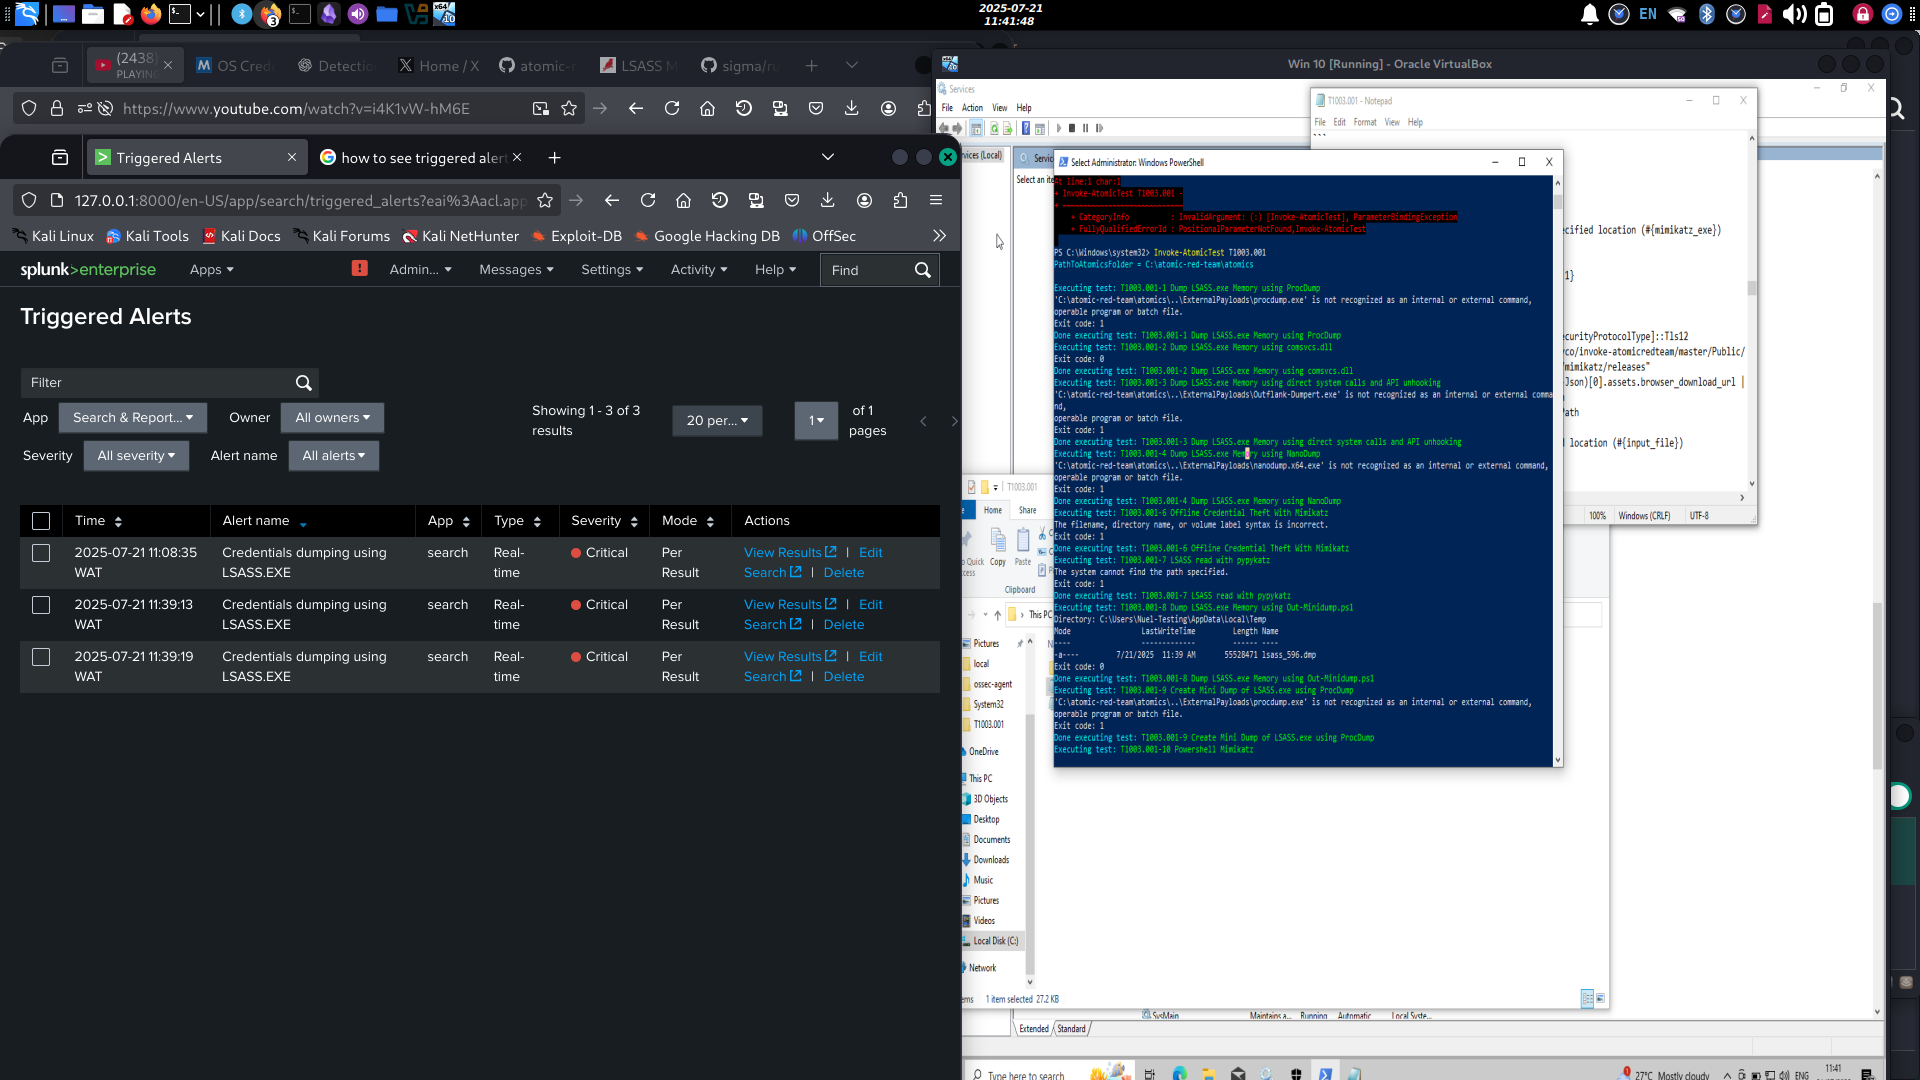 2025-07-21
11:41:48
EN
(2438)
PLAYING
OS Cred
Detectio
Home / X
atomic-r
LSASS M
sigma/ru
https://www.youtube.com/watch?v=i4K1vW-hM6E
Triggered Alerts
how to see triggered alert
127.0.0.1:8000/en-US/app/search/triggered_alerts?eai%3Aacl.app
Kali Linux
Kali Tools
Kali Docs
Kali Forums
Kali NetHunter
Exploit-DB
Google Hacking DB
OffSec
splunk>enterprise
Apps
Admin...
Messages
Settings
Activity
Help
Find
Triggered Alerts
Filter
App
Search & Report...
Owner
All owners
Showing 1 - 3 of 3 results
20 per...
1
of 1 pages
Severity
All severity
Alert name
All alerts
Time
Alert name
App
Type
Severity
Mode
Actions
2025-07-21 11:08:35 WAT
Credentials dumping using LSASS.EXE
search
Real-time
Critical
Per Result
View Results | Edit Search | Delete
2025-07-21 11:39:13 WAT
Credentials dumping using LSASS.EXE
search
Real-time
Critical
Per Result
View Results | Edit Search | Delete
2025-07-21 11:39:19 WAT
Credentials dumping using LSASS.EXE
search
Real-time
Critical
Per Result
View Results | Edit Search | Delete
Win 10 [Running] - Oracle VirtualBox
Services
File Action View Help
vices (Local)
Servic
Select an ite
T1003.001 - Notepad
File Edit Format View Help
```
ecified location (#{mimikatz_exe})
1}
ecurityProtocolType]::Tls12
co/invoke-atomicredteam/master/Public/
/mimikatz/releases"
Json)[0].assets.browser_download_url |
Path
d location (#{input_file})
100%
Windows (CRLF)
UTF-8
Select Administrator: Windows PowerShell
At line:1 char:1
+ Invoke-AtomicTest T1003.001 -
+ ~~~~~~~~~~~~~~~~~~~~~~~~~~~~~
+ CategoryInfo : InvalidArgument: (:) [Invoke-AtomicTest], ParameterBindingException
+ FullyQualifiedErrorId : PositionalParameterNotFound,Invoke-AtomicTest
PS C:\Windows\system32> Invoke-AtomicTest T1003.001
PathToAtomicsFolder = C:\atomic-red-team\atomics
Executing test: T1003.001-1 Dump LSASS.exe Memory using ProcDump
'C:\atomic-red-team\atomics\..\ExternalPayloads\procdump.exe' is not recognized as an internal or external command,
operable program or batch file.
Exit code: 1
Done executing test: T1003.001-1 Dump LSASS.exe Memory using ProcDump
Executing test: T1003.001-2 Dump LSASS.exe Memory using comsvcs.dll
Exit code: 0
Done executing test: T1003.001-2 Dump LSASS.exe Memory using comsvcs.dll
Executing test: T1003.001-3 Dump LSASS.exe Memory using direct system calls and API unhooking
'C:\atomic-red-team\atomics\..\ExternalPayloads\Outflank-Dumpert.exe' is not recognized as an internal or external comma
nd,
operable program or batch file.
Exit code: 1
Done executing test: T1003.001-3 Dump LSASS.exe Memory using direct system calls and API unhooking
Executing test: T1003.001-4 Dump LSASS.exe Memory using NanoDump
'C:\atomic-red-team\atomics\..\ExternalPayloads\nanodump.x64.exe' is not recognized as an internal or external command,
operable program or batch file.
Exit code: 1
Done executing test: T1003.001-4 Dump LSASS.exe Memory using NanoDump
Executing test: T1003.001-6 Offline Credential Theft With Mimikatz
The filename, directory name, or volume label syntax is incorrect.
Exit code: 1
Done executing test: T1003.001-6 Offline Credential Theft With Mimikatz
Executing test: T1003.001-7 LSASS read with pypykatz
The system cannot find the path specified.
Exit code: 1
Done executing test: T1003.001-7 LSASS read with pypykatz
Executing test: T1003.001-8 Dump LSASS.exe Memory using Out-Minidump.ps1
Directory: C:\Users\Nuel-Testing\AppData\Local\Temp
Mode LastWriteTime Length Name
---- ------------- ------ ----
-a---- 7/21/2025 11:39 AM 55528471 lsass_596.dmp
Exit code: 0
Done executing test: T1003.001-8 Dump LSASS.exe Memory using Out-Minidump.ps1
Executing test: T1003.001-9 Create Mini Dump of LSASS.exe using ProcDump
'C:\atomic-red-team\atomics\..\ExternalPayloads\procdump.exe' is not recognized as an internal or external command,
operable program or batch file.
Exit code: 1
Done executing test: T1003.001-9 Create Mini Dump of LSASS.exe using ProcDump
Executing test: T1003.001-10 Powershell Mimikatz
T1003.001
Home
Share
Copy
Paste
Clipboard
This PC
Pictures
local
ossec-agent
System32
T1003.001
OneDrive
This PC
3D Objects
Desktop
Documents
Downloads
Music
Pictures
Videos
Local Disk (C:)
Network
1 item selected 27.2 KB
SysMain
Maintains a...
Running
Automatic
Local Syste...
Extended
Standard
Type here to search
27°C Mostly cloudy
ENG
11:41